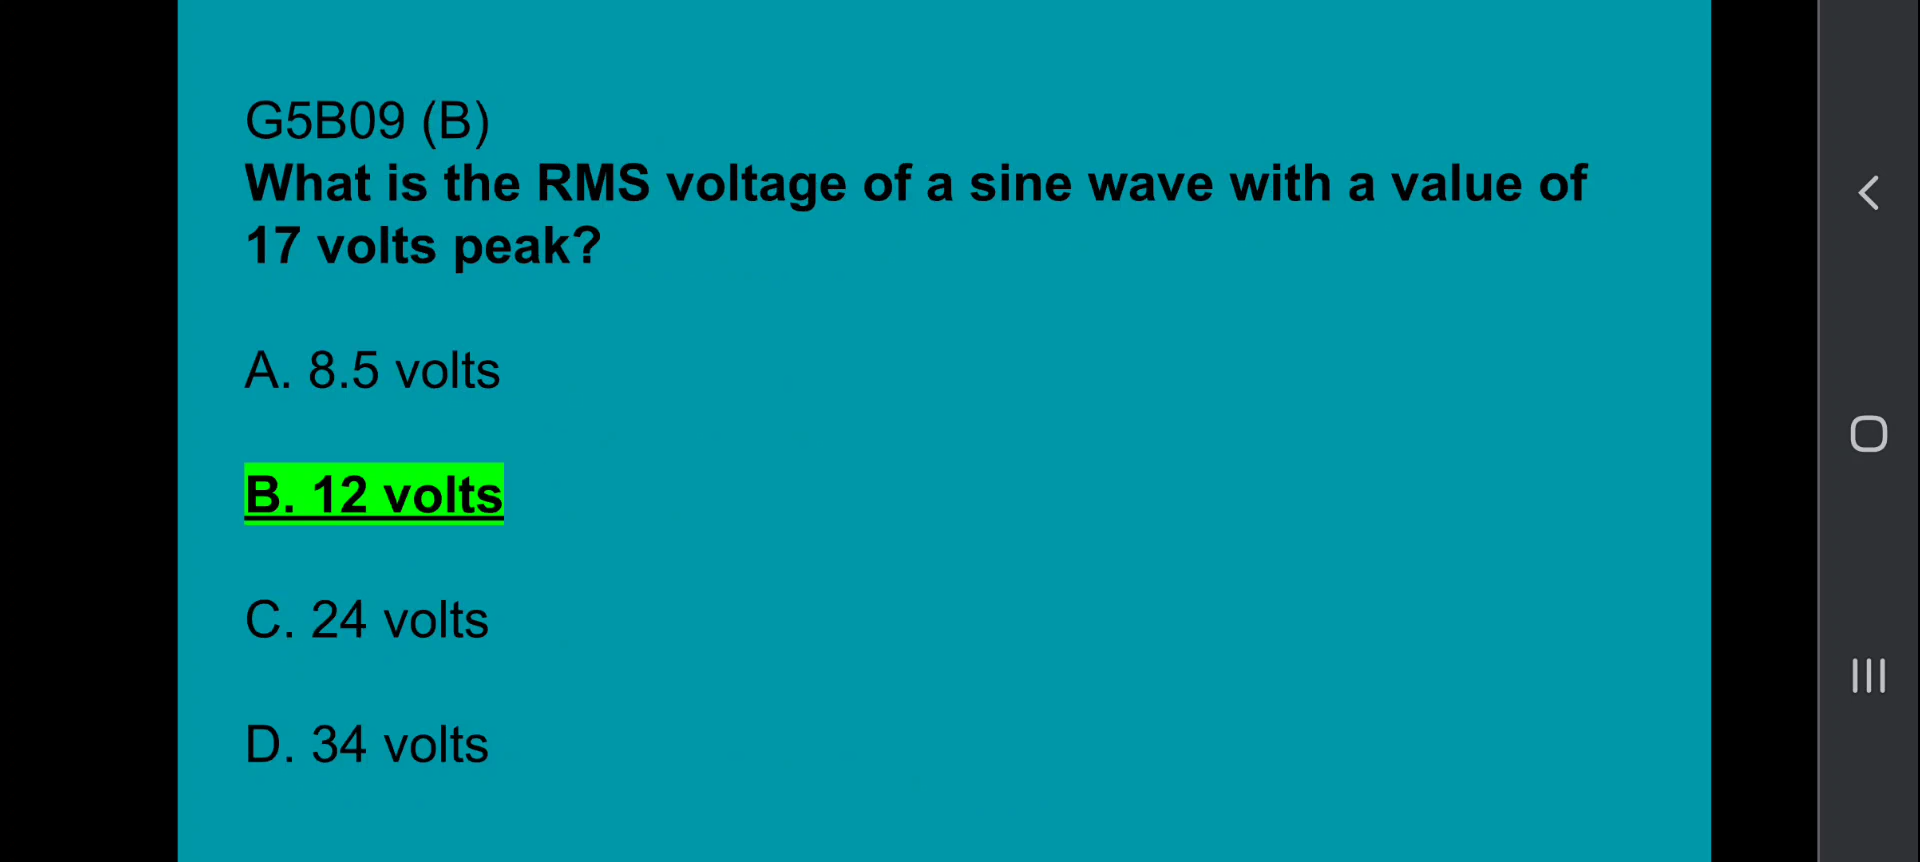 G5B09 (B)
What is the RMS voltage of a sine wave with a value of
17 volts peak?
A. 8.5 volts
B. 12 volts
C. 24 volts
D. 34 volts